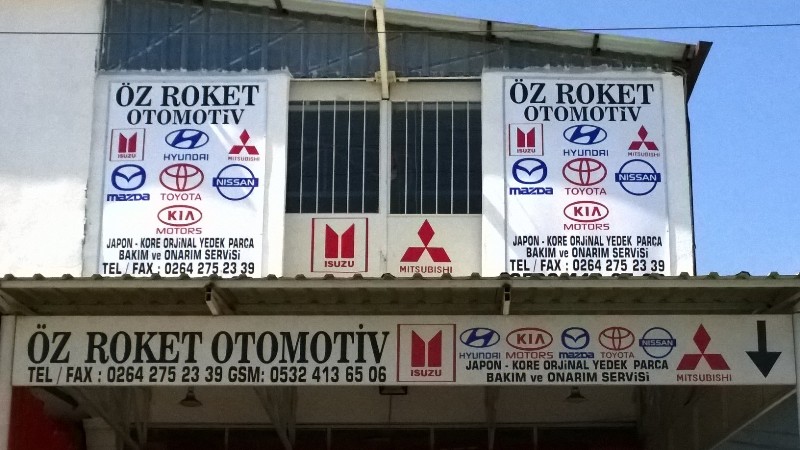 ÖZ ROKET
OTOMOTİV
ISUZU
HYUNDAI
MITSUBISHI
mazda
TOYOTA
NISSAN
KIA
MOTORS
JAPON - KORE ORJİNAL YEDEK PARCA
BAKIM ve ONARIM SERVİSİ
TEL / FAX : 0264 275 23 39
ISUZU
MITSUBISHI
ÖZ ROKET
OTOMOTİV
ISUZU
HYUNDAI
MITSUBISHI
mazda
TOYOTA
NISSAN
KIA
MOTORS
JAPON - KORE ORJİNAL YEDEK PARCA
BAKIM ve ONARIM SERVİSİ
TEL / FAX : 0264 275 23 39
ÖZ ROKET OTOMOTİV
TEL / FAX : 0264 275 23 39 GSM: 0532 413 65 06
ISUZU
HYUNDAI
KIA
MOTORS
mazda
TOYOTA
NISSAN
JAPON - KORE ORJİNAL YEDEK PARCA
BAKIM ve ONARIM SERVİSİ
MITSUBISHI